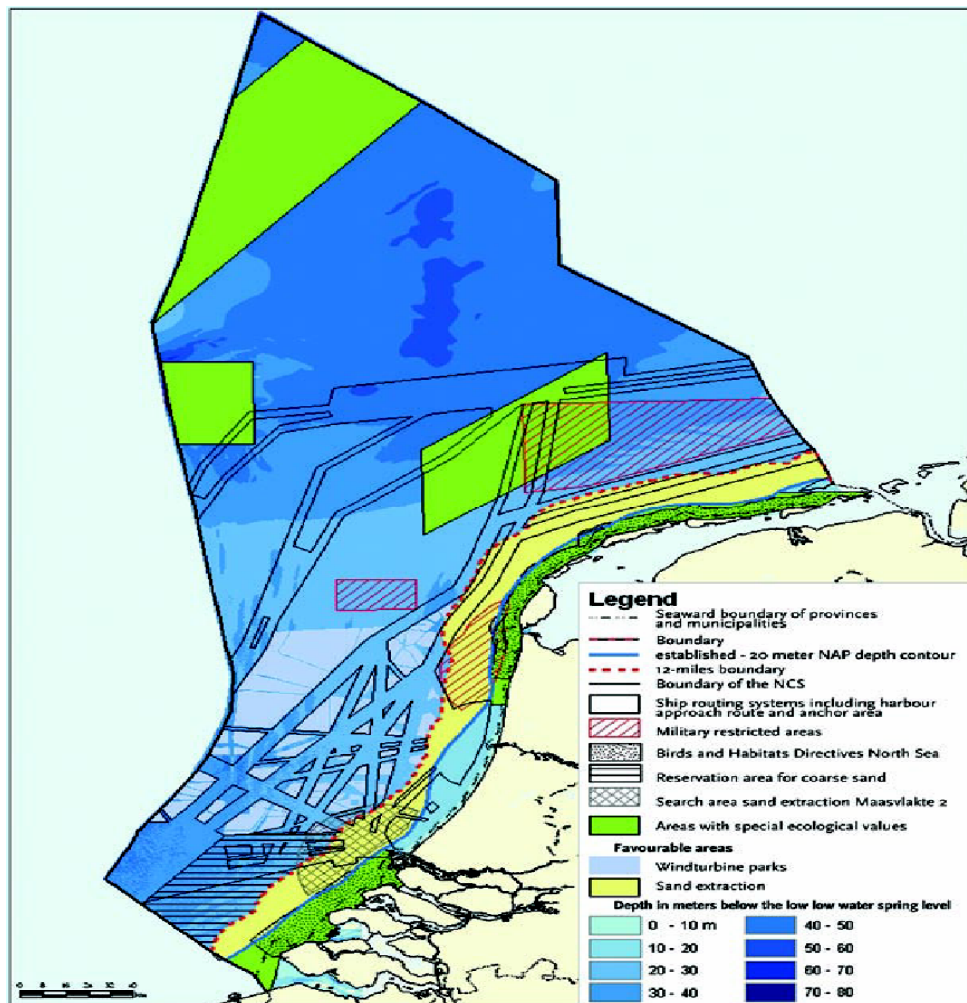 Legend
Seaward boundary of provinces
and municipalities
Boundary
established - 20 meter NAP depth contour
12-miles boundary
Boundary of the NCS
Ship routing systems including harbour
approach route and anchor area
Military restricted areas
Birds and Habitats Directives North Sea
Reservation area for coarse sand
Search area sand extraction Maasvlakte 2
Areas with special ecological values
Favourable areas
Windturbine parks
Sand extraction
Depth in meters below the low low water spring level
0 - 10 m
10 - 20
20 - 30
30 - 40
40 - 50
50 - 60
60 - 70
70 - 80